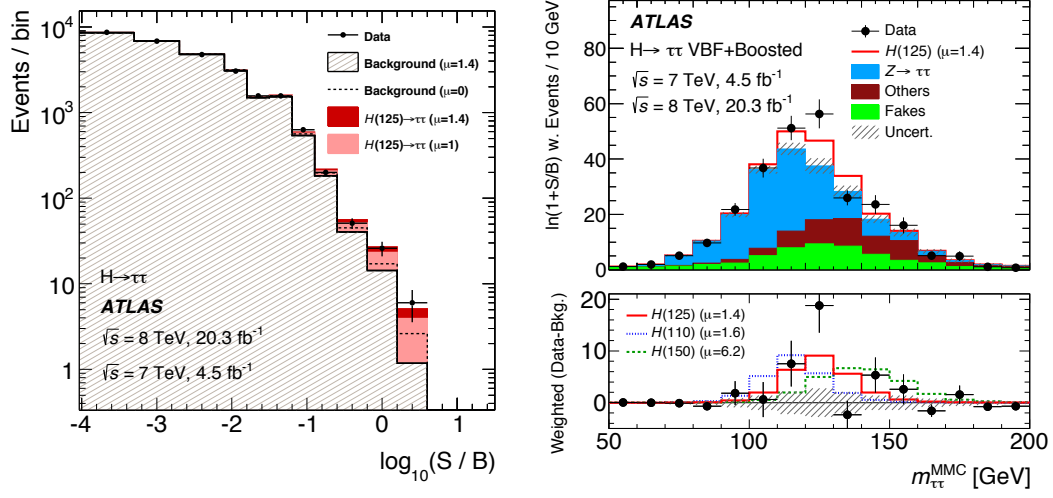 Events / bin
10⁴
10³
10²
10
1
Data
Background (μ=1.4)
Background (μ=0)
H(125)→ττ (μ=1.4)
H(125)→ττ (μ=1)
H→ττ
ATLAS
√s = 8 TeV, 20.3 fb⁻¹
√s = 7 TeV, 4.5 fb⁻¹
-4 -3 -2 -1 0 1
log₁₀(S / B)
ln(1+S/B) w. Events / 10 GeV
80
60
40
20
0
ATLAS
H→ ττ VBF+Boosted
√s = 7 TeV, 4.5 fb⁻¹
√s = 8 TeV, 20.3 fb⁻¹
Data
H(125) (μ=1.4)
Z→ ττ
Others
Fakes
Uncert.
Weighted (Data-Bkg.)
20
10
0
H(125) (μ=1.4)
H(110) (μ=1.6)
H(150) (μ=6.2)
50 100 150 200
m_ττ^MMC [GeV]